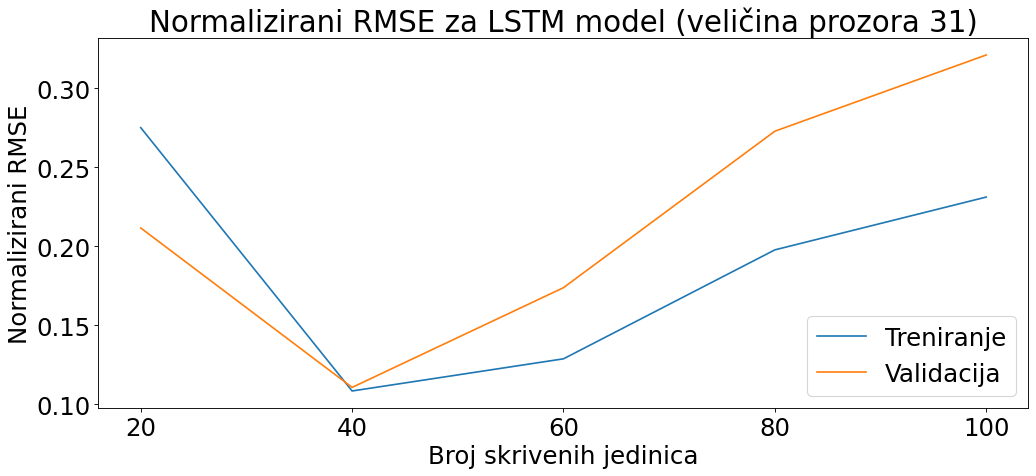 Normalizirani RMSE za LSTM model (veličina prozora 31)
Normalizirani RMSE
0.30
0.25
0.20
0.15
0.10
20 40 60 80 100
Broj skrivenih jedinica
Treniranje
Validacija